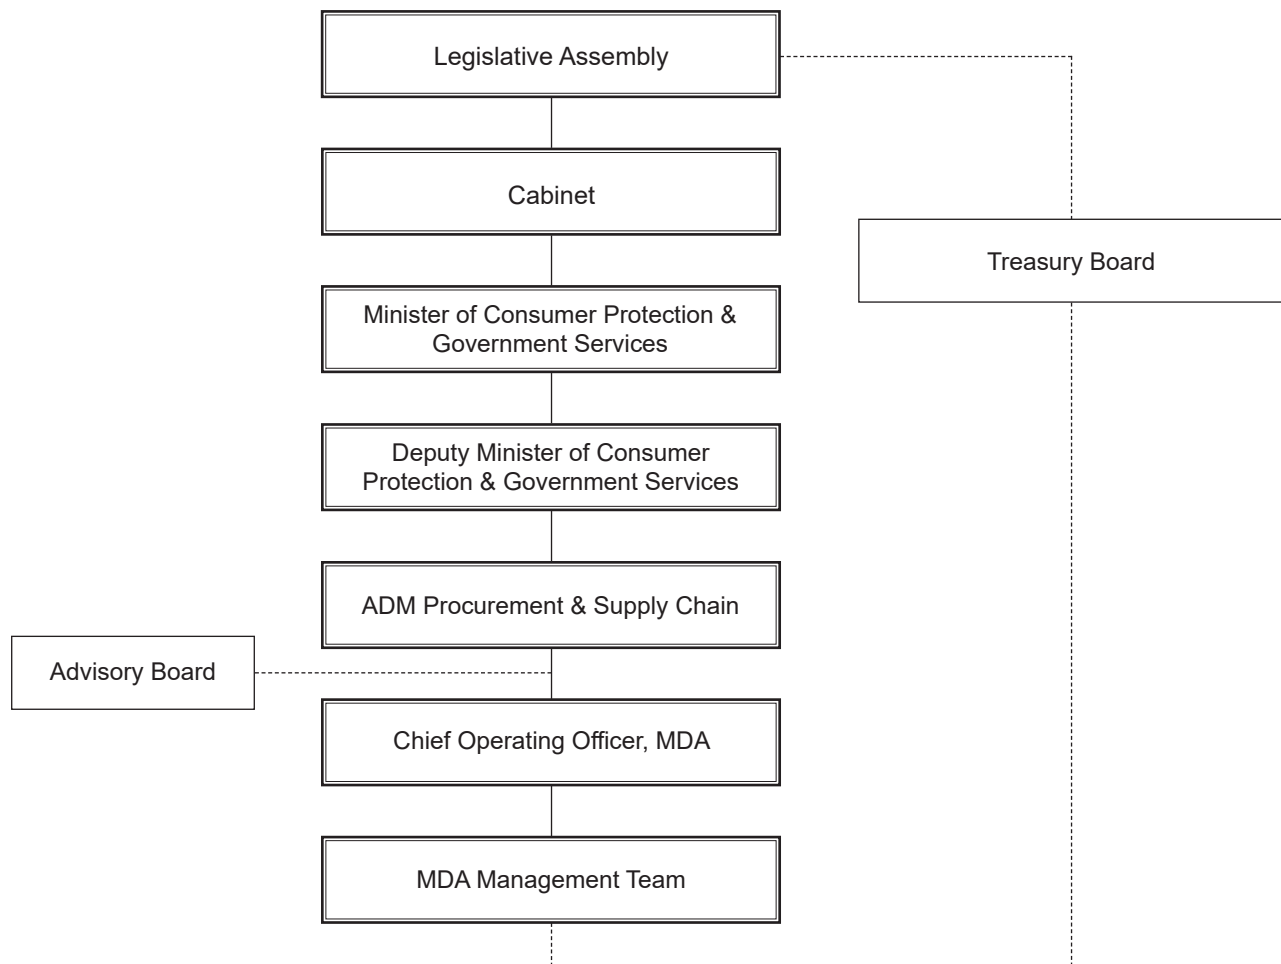 Legislative Assembly
Cabinet
Treasury Board
Minister of Consumer Protection &
Government Services
Deputy Minister of Consumer
Protection & Government Services
ADM Procurement & Supply Chain
Advisory Board
Chief Operating Officer, MDA
MDA Management Team